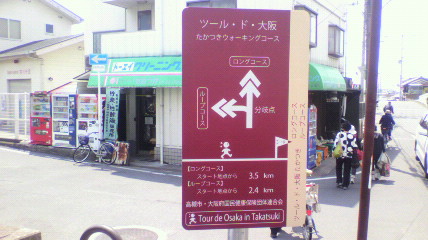 ツール・ド・大阪
たかつきウォーキングコース
ロングコース
ループコース
分岐点
【ロングコース】
スタート地点から 3.5 km
【ループコース】
スタート地点から 2.4 km
高槻市・大阪府国民健康保険団体連合会
Tour de Osaka in Takatsuki
クリーニング